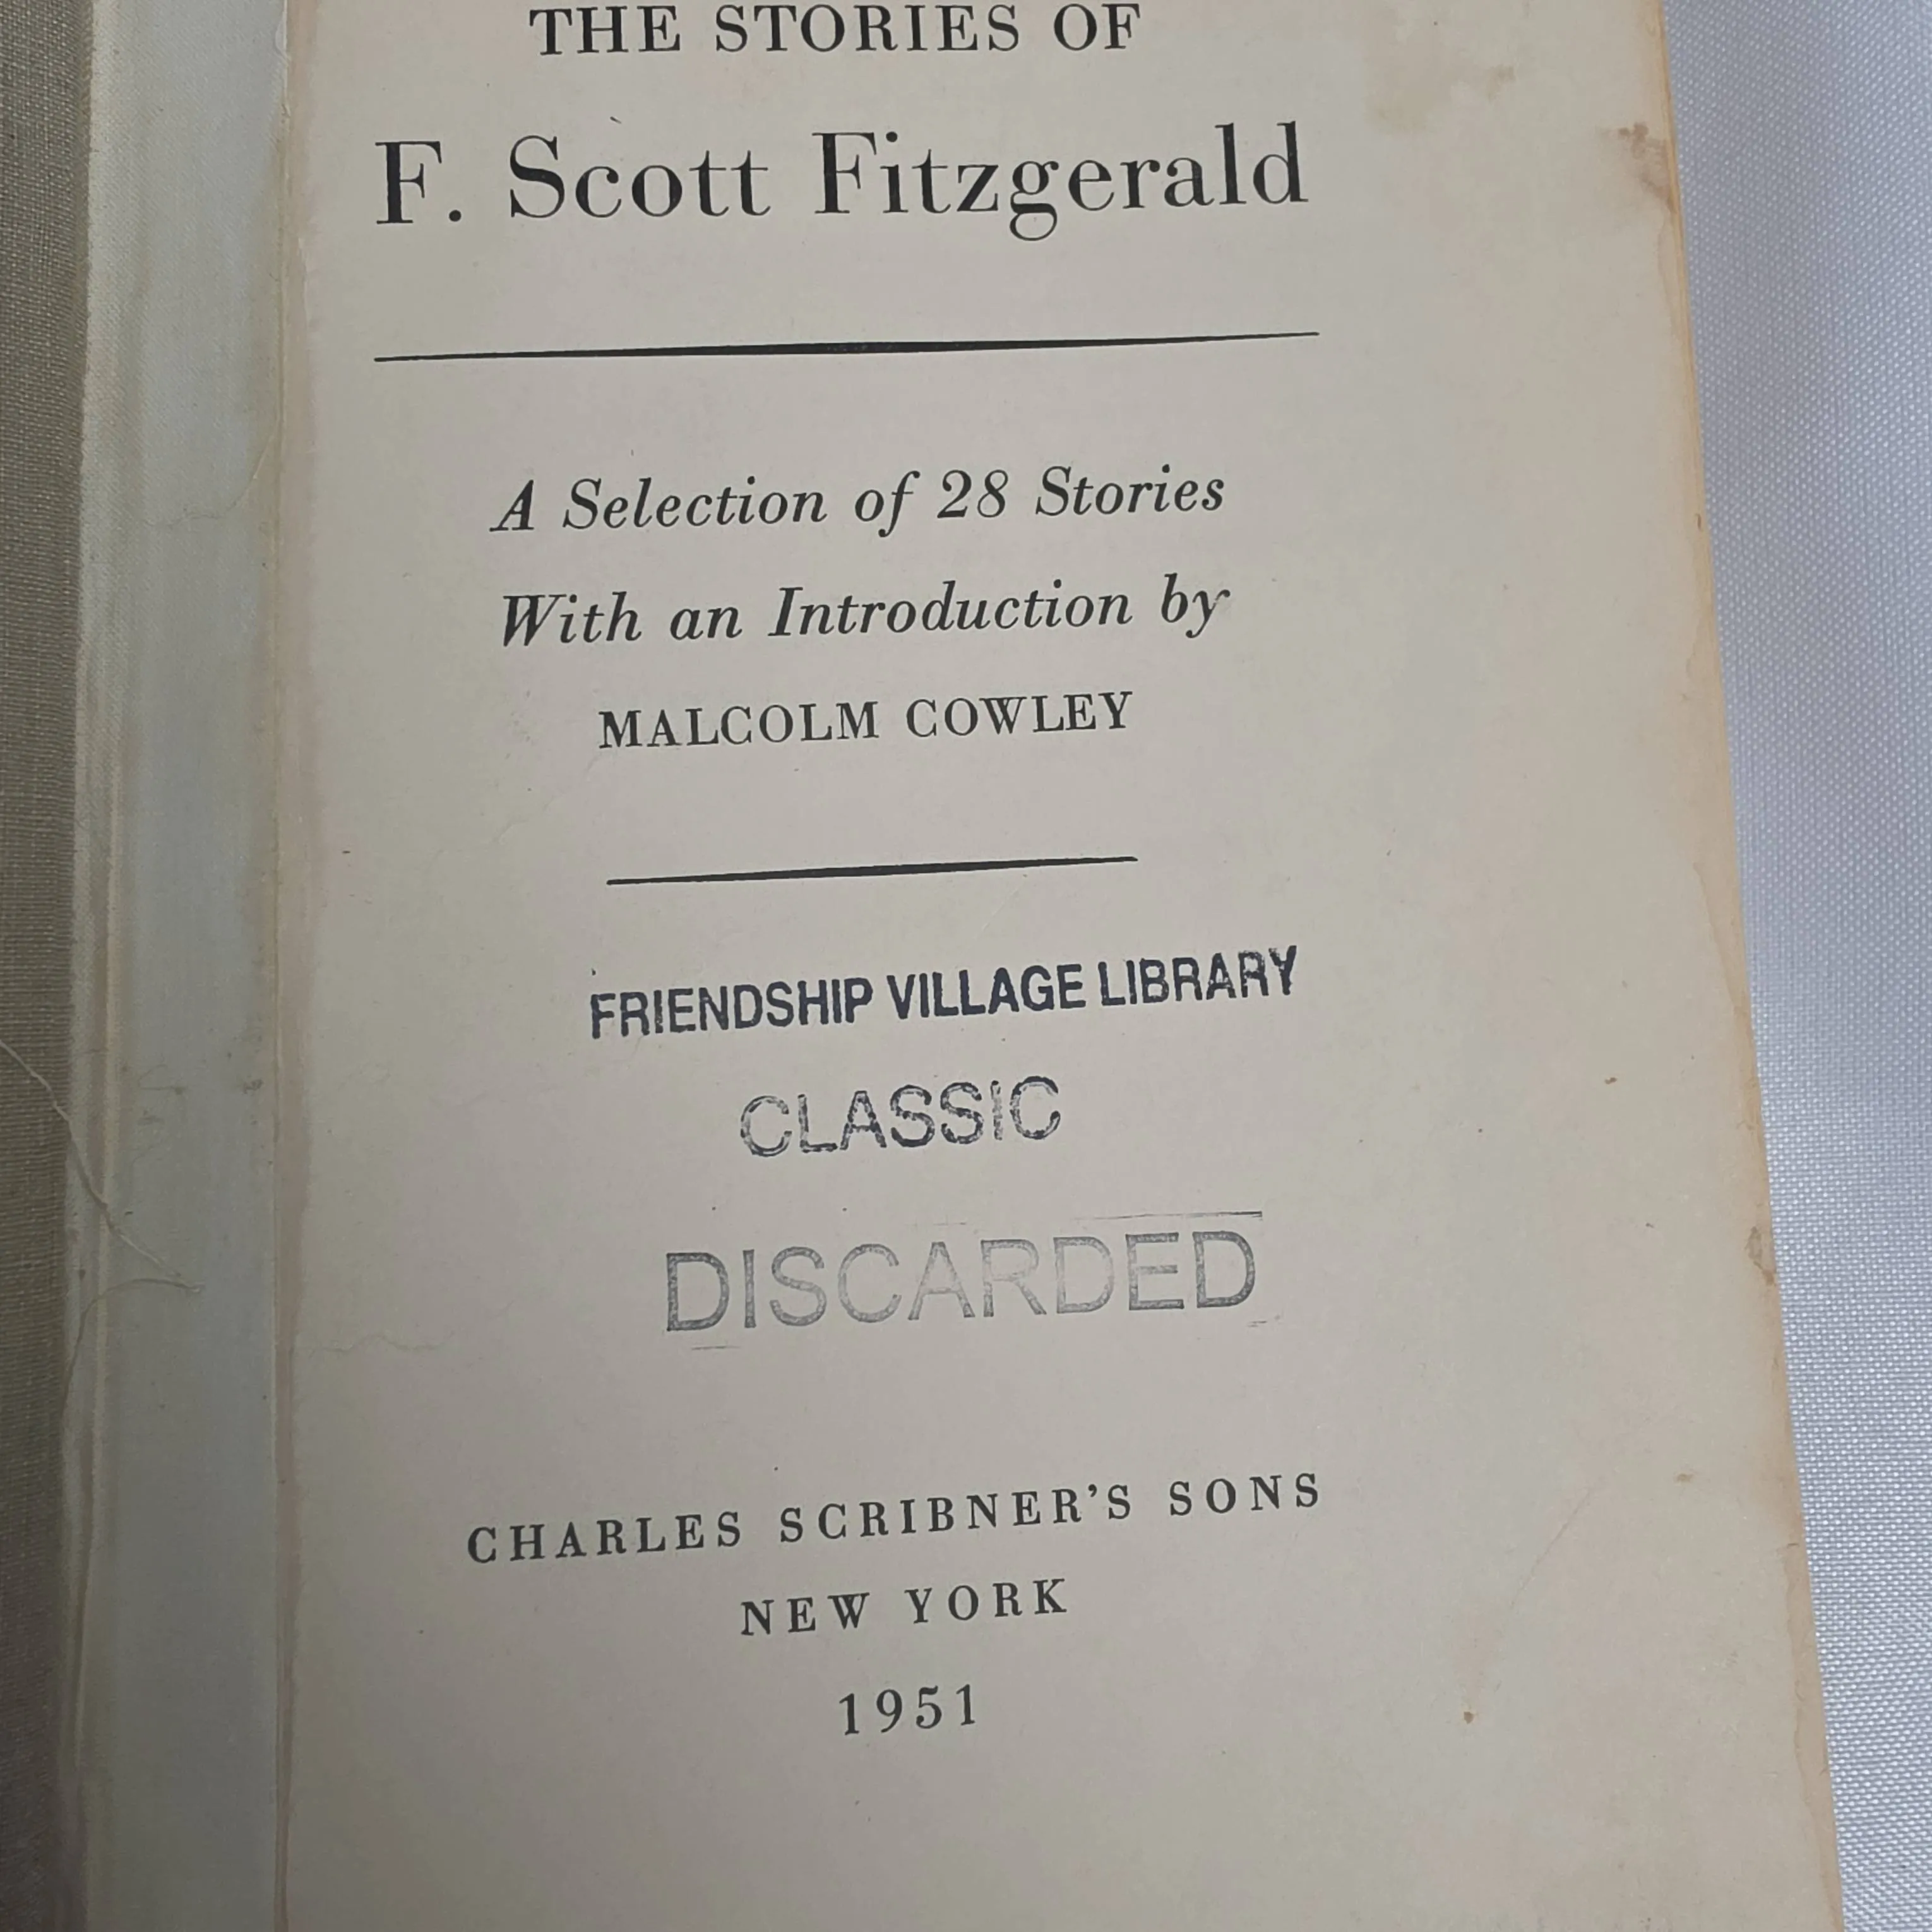 THE STORIES OF
F. Scott Fitzgerald
A Selection of 28 Stories
With an Introduction by
MALCOLM COWLEY
FRIENDSHIP VILLAGE LIBRARY
CLASSIC
DISCARDED
CHARLES SCRIBNER'S SONS
NEW YORK
1951